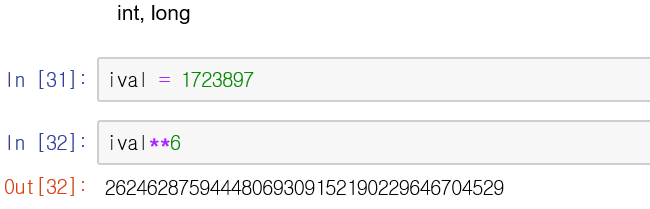 int, long
In [31]: ival = 1723897
In [32]: ival**6
Out[32]: 26246287594448069309152190229646704529